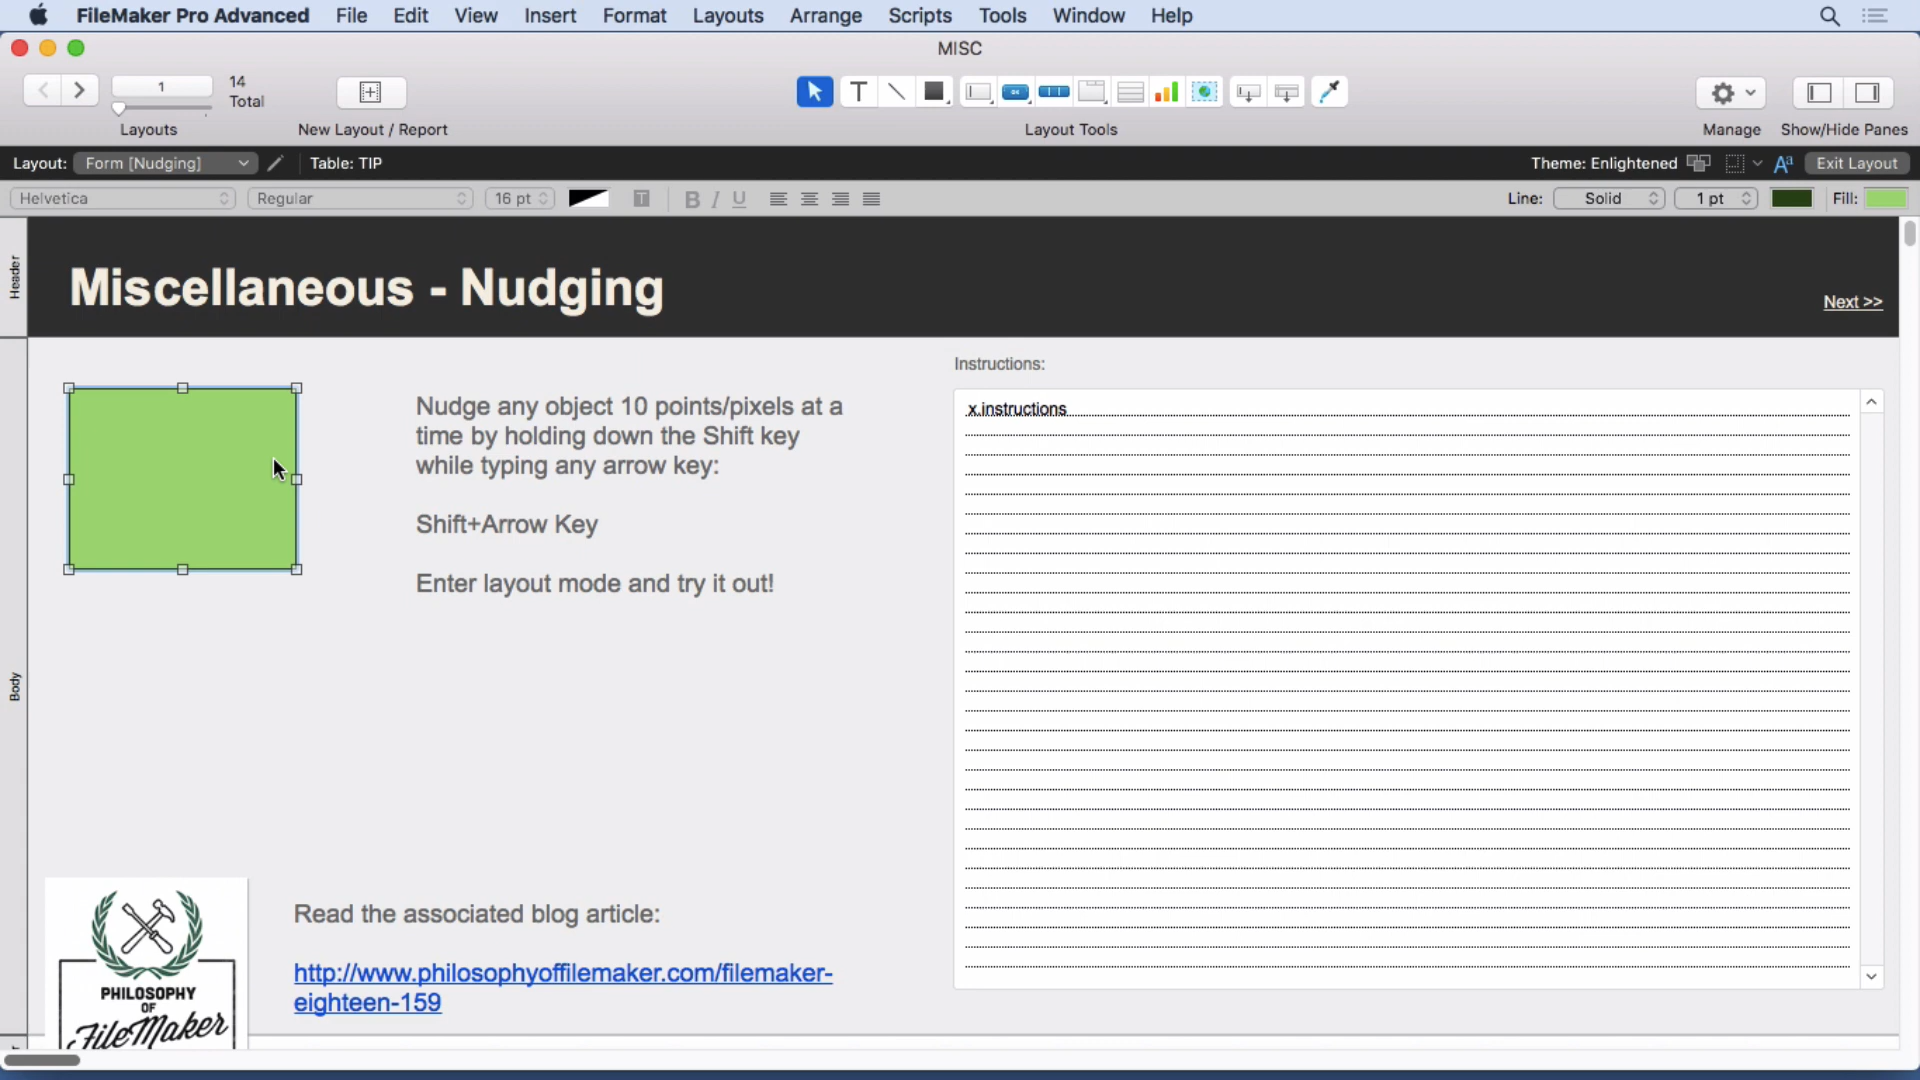 FileMaker Pro Advanced File Edit View Insert Format Layouts Arrange Scripts Tools Window Help
MISC
1
14
Total
Layouts
New Layout / Report
Layout Tools
Manage
Show/Hide Panes
Layout: Form [Nudging] Table: TIP
Theme: Enlightened Aa Exit Layout
Helvetica Regular 16 pt T B I U
Line: Solid 1 pt Fill:
Header
Miscellaneous - Nudging
Next >>
Body
Nudge any object 10 points/pixels at a
time by holding down the Shift key
while typing any arrow key:
Shift+Arrow Key
Enter layout mode and try it out!
Instructions:
x.instructions
Read the associated blog article:
http://www.philosophyoffilemaker.com/filemaker-
eighteen-159
PHILOSOPHY
OF
FileMaker